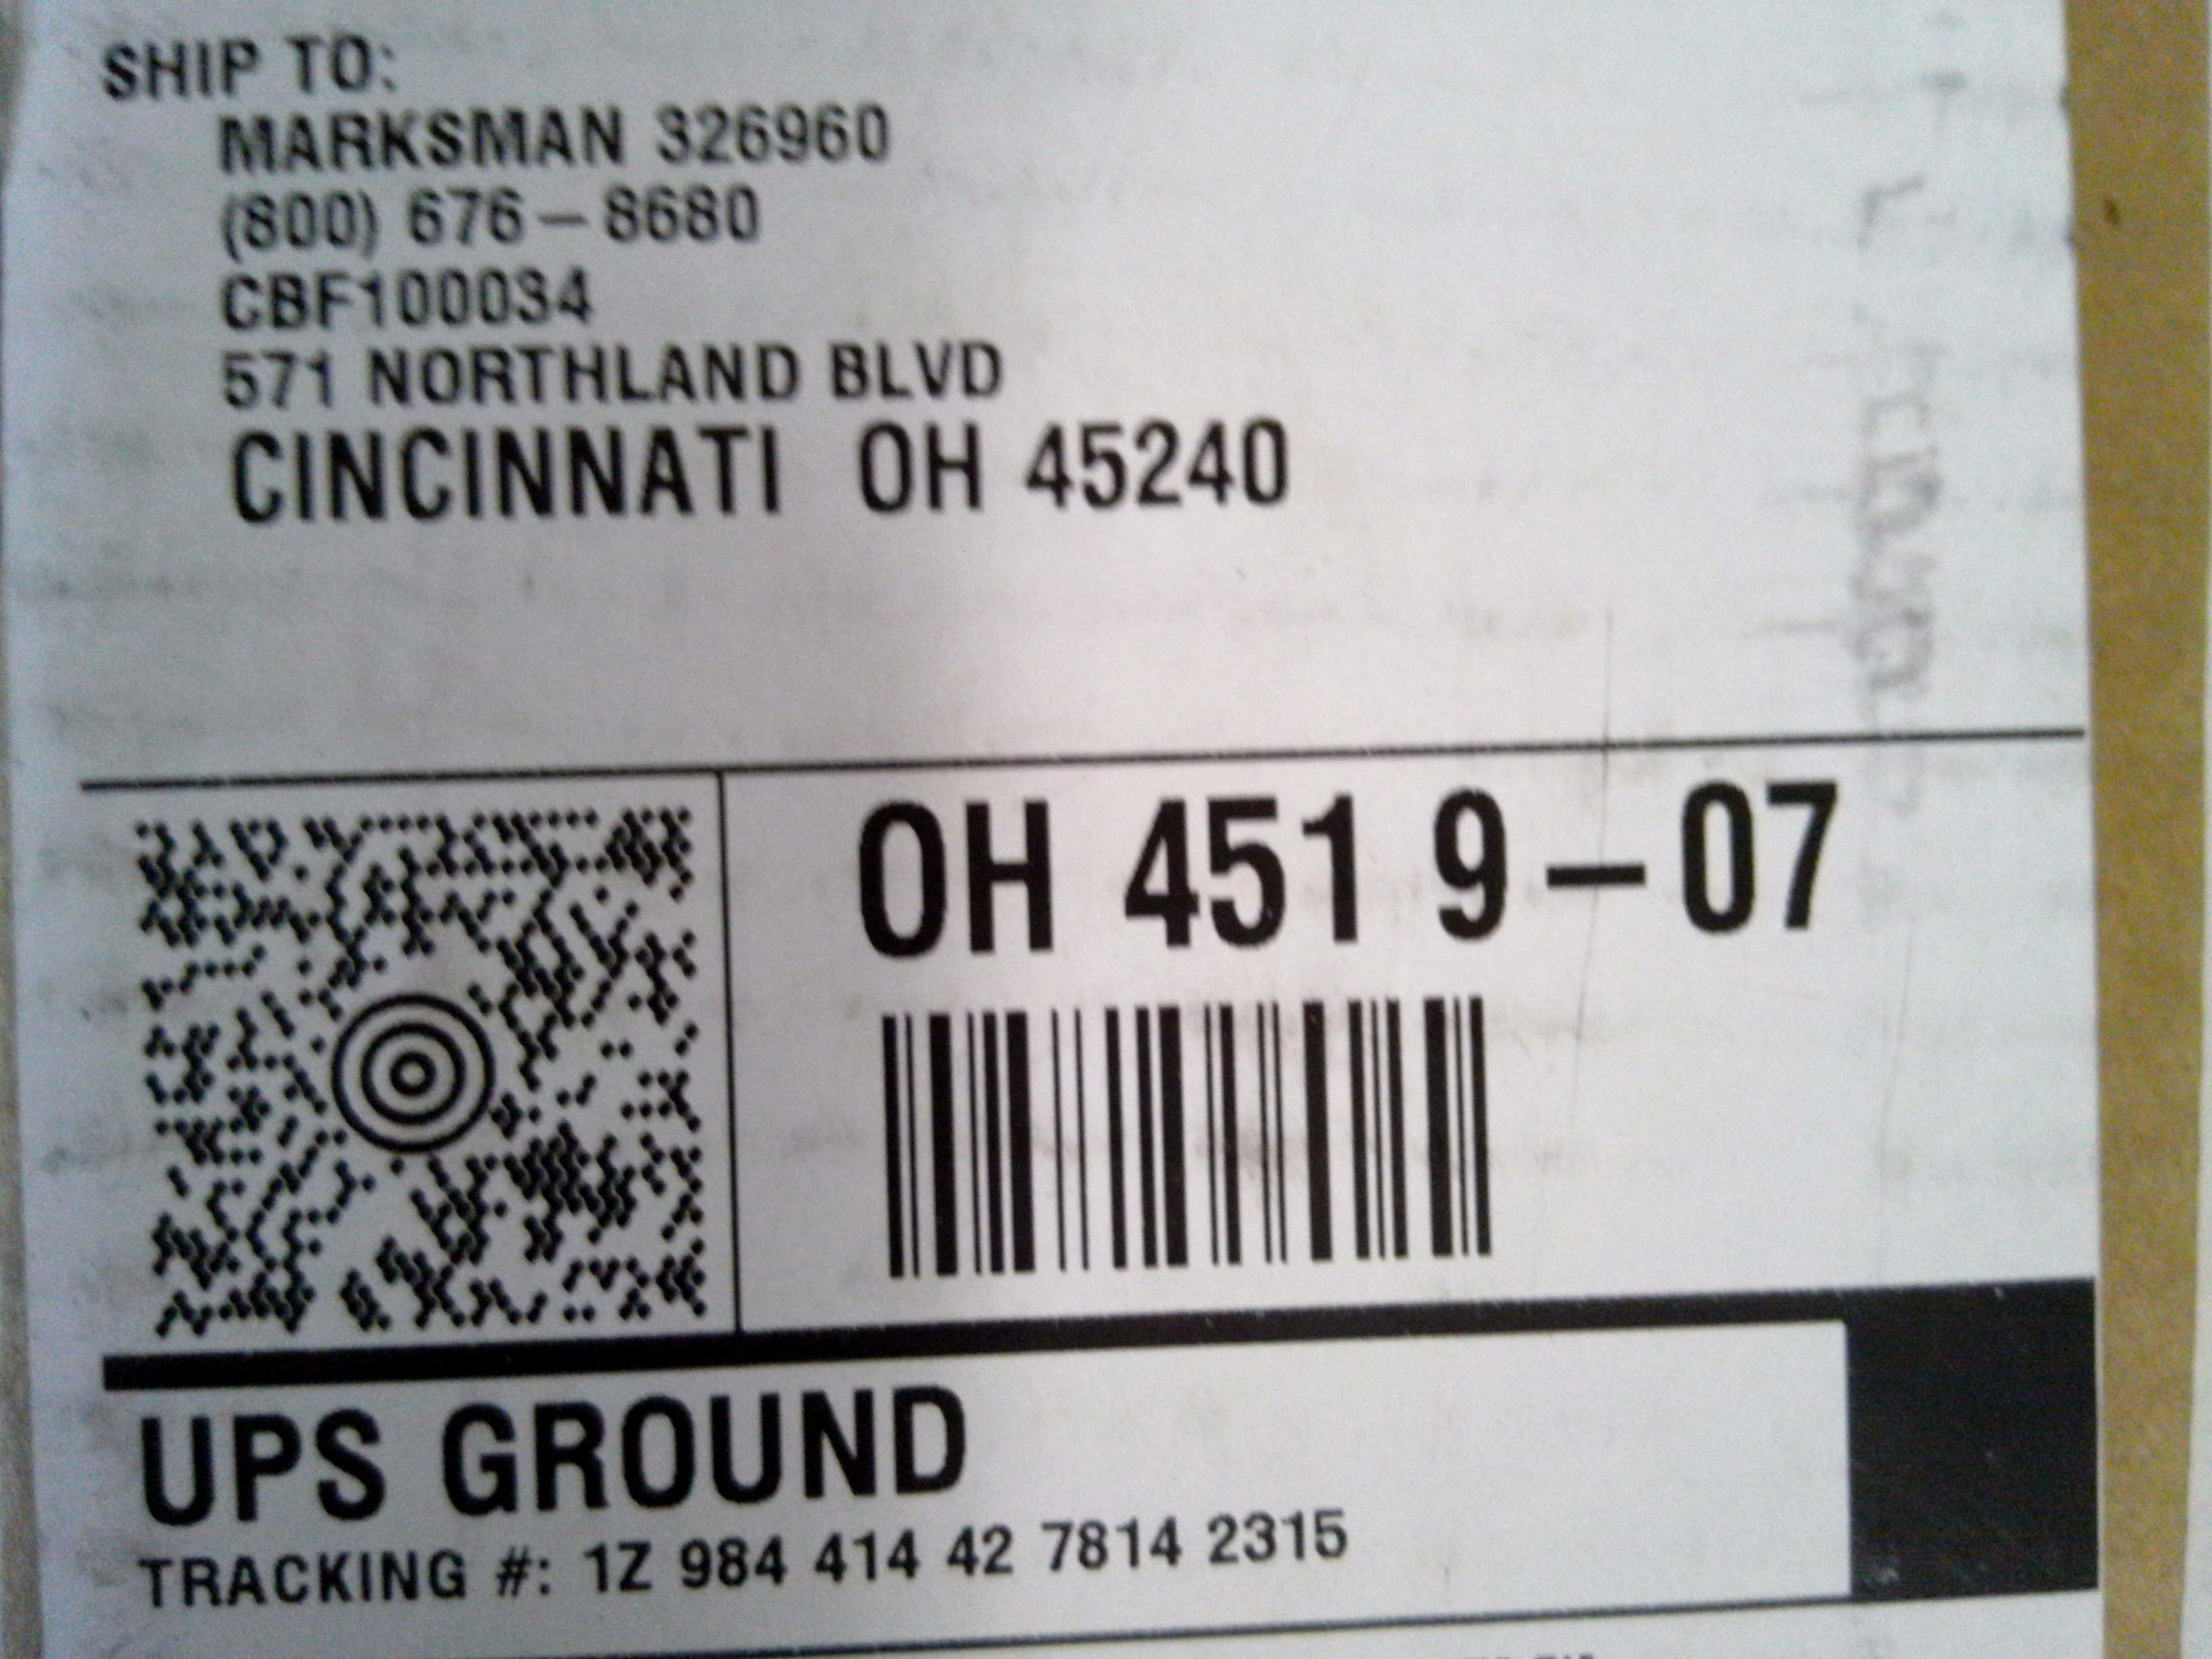 SHIP TO:
MARKSMAN 326960
(800) 676-8680
CBF100034
571 NORTHLAND BLVD
CINCINNATI OH 45240
OH 451 9-07
UPS GROUND
TRACKING #: 1Z 984 414 42 7814 2315